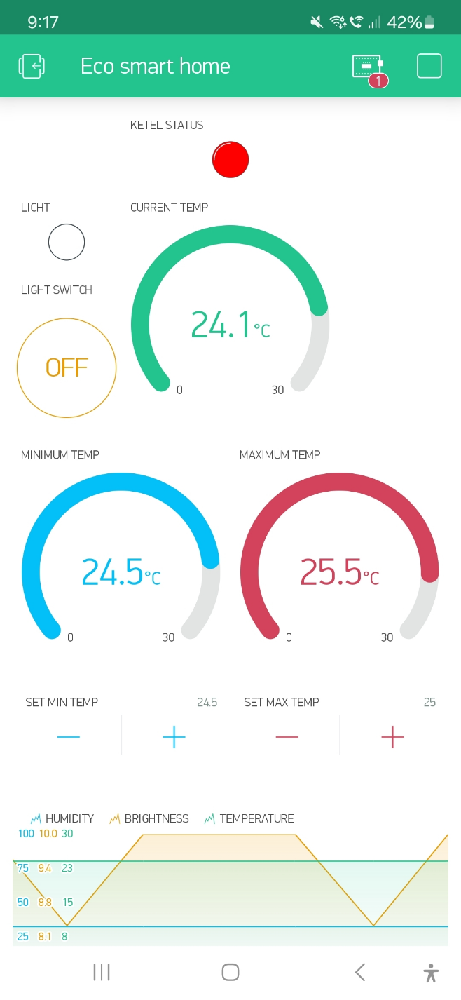 9:17 42%
Eco smart home
1
KETEL STATUS
LICHT CURRENT TEMP
LIGHT SWITCH
24.1°C
OFF
0 30
MINIMUM TEMP MAXIMUM TEMP
24.5°C 25.5°C
0 30 0 30
SET MIN TEMP 24.5 SET MAX TEMP 25
HUMIDITY BRIGHTNESS TEMPERATURE
100 10.0 30
75 9.4 23
50 8.8 15
25 8.1 8